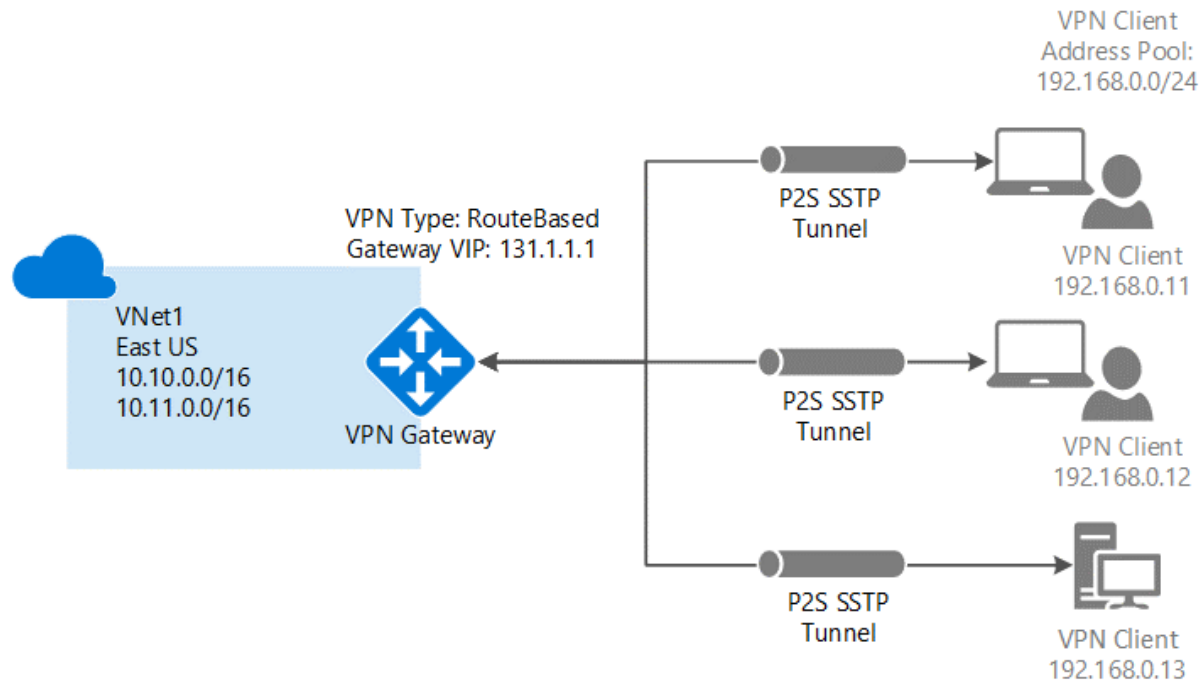 VPN Client
Address Pool:
192.168.0.0/24
P2S SSTP
Tunnel
VPN Type: RouteBased
Gateway VIP: 131.1.1.1
VPN Client
192.168.0.11
VNet1
East US
10.10.0.0/16
10.11.0.0/16
VPN Gateway
P2S SSTP
Tunnel
VPN Client
192.168.0.12
P2S SSTP
Tunnel
VPN Client
192.168.0.13